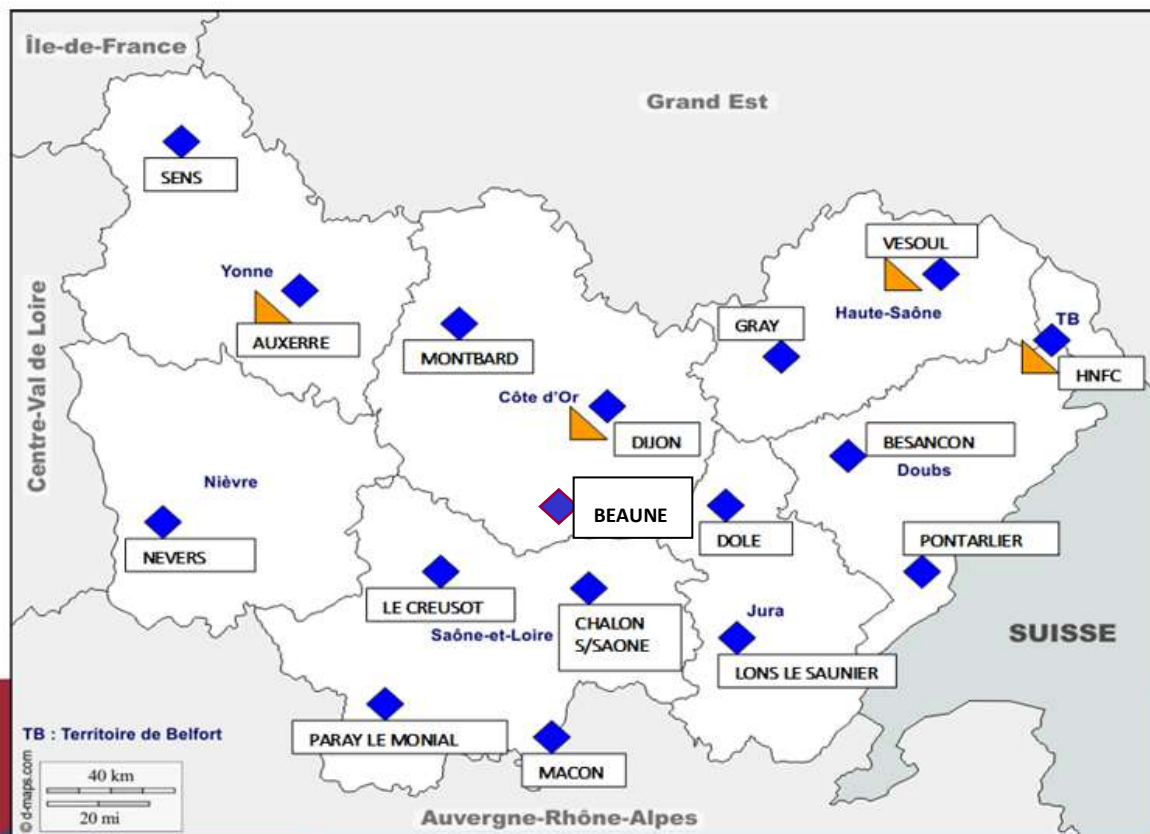 Île-de-France
Grand Est
SENS
VESOUL
Yonne
Haute-Saône
TB
GRAY
AUXERRE
MONTBARD
HNFC
Centre-Val de Loire
Côte d'Or
DIJON
BESANCON
Doubs
Nièvre
BEAUNE
NEVERS
DOLE
PONTARLIER
LE CREUSOT
Saône-et-Loire
CHALON
S/SAONE
Jura
SUISSE
LONS LE SAUNIER
PARAY LE MONIAL
MACON
TB : Territoire de Belfort
40 km
20 mi
© d-maps.com
Auvergne-Rhône-Alpes